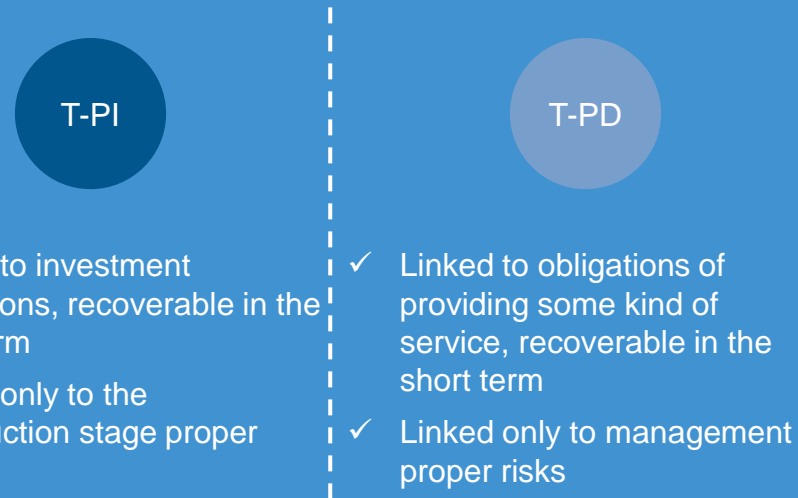 T-PI
to investment
ons, recoverable in the
rm
only to the
uction stage proper
T-PD
✓ Linked to obligations of
providing some kind of
service, recoverable in the
short term
✓ Linked only to management
proper risks